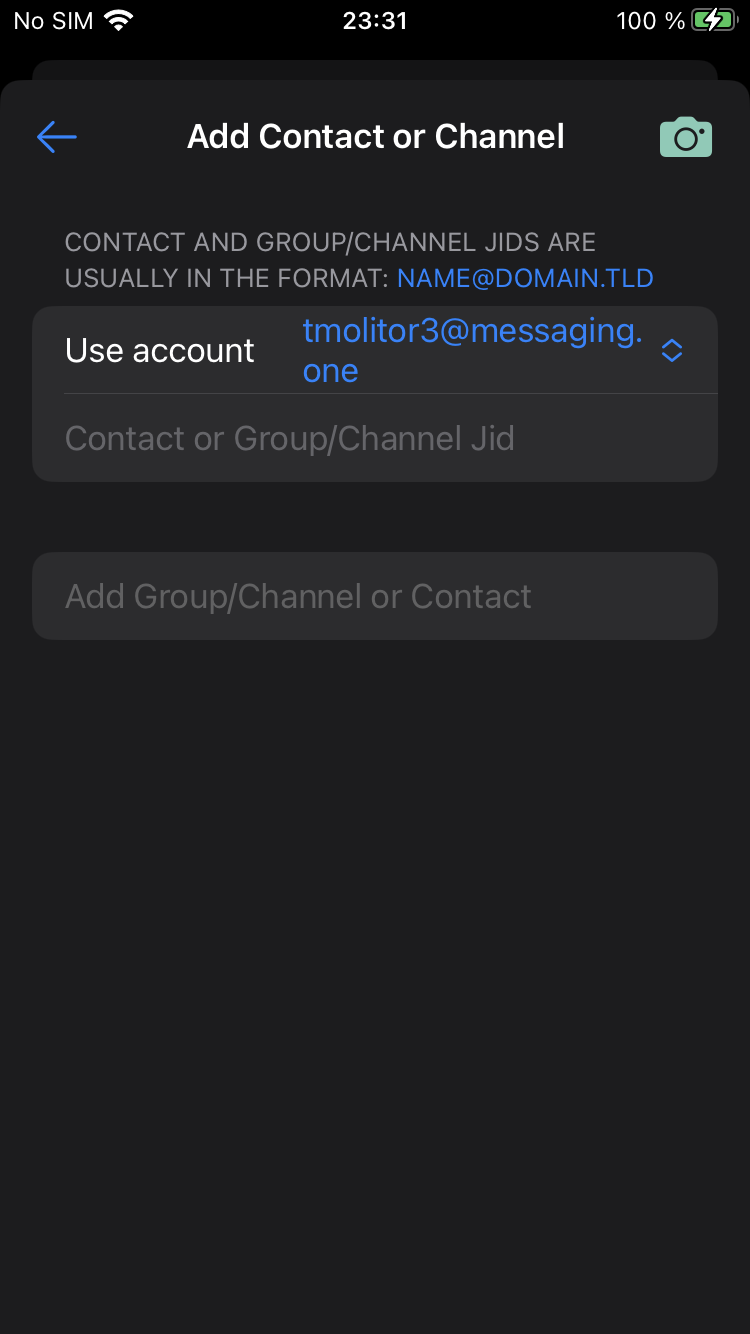 No SIM 23:31 100 %
Add Contact or Channel
CONTACT AND GROUP/CHANNEL JIDS ARE
USUALLY IN THE FORMAT: NAME@DOMAIN.TLD
Use account tmolitor3@messaging.
one
Contact or Group/Channel Jid
Add Group/Channel or Contact